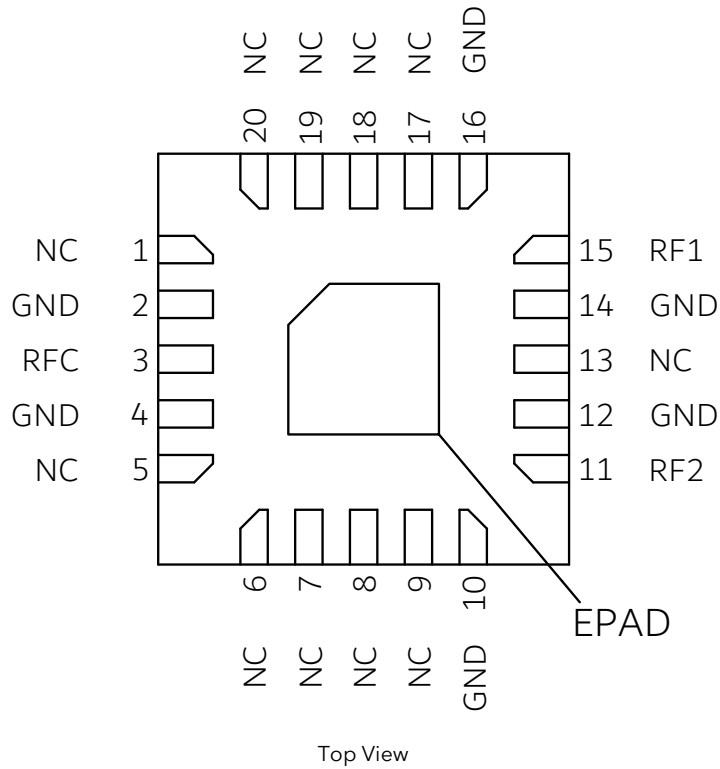 NC NC NC NC GND
20 19 18 17 16
NC 1
GND 2
RFC 3
GND 4
NC 5
15 RF1
14 GND
13 NC
12 GND
11 RF2
6 7 8 9 10
NC NC NC NC GND
EPAD
Top View